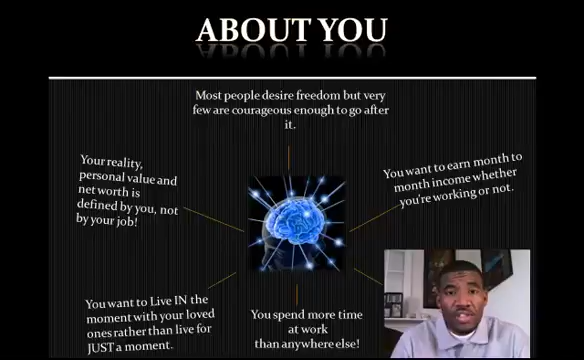 ABOUT YOU
Most people desire freedom but very
few are courageous enough to go after
it.
Your reality,
personal value and
net worth is
defined by you, not
by your job!
You want to earn month to
month income whether
you're working or not.
You want to Live IN the
moment with your loved
ones rather than live for
JUST a moment.
You spend more time
at work
than anywhere else!